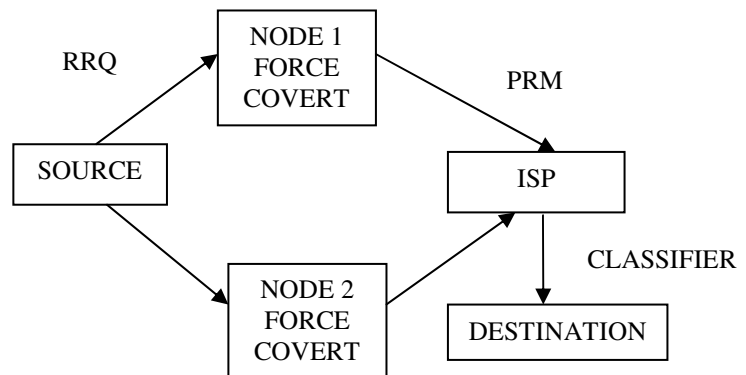 NODE 1
FORCE
COVERT
RRQ
PRM
SOURCE
ISP
CLASSIFIER
NODE 2
FORCE
COVERT
DESTINATION